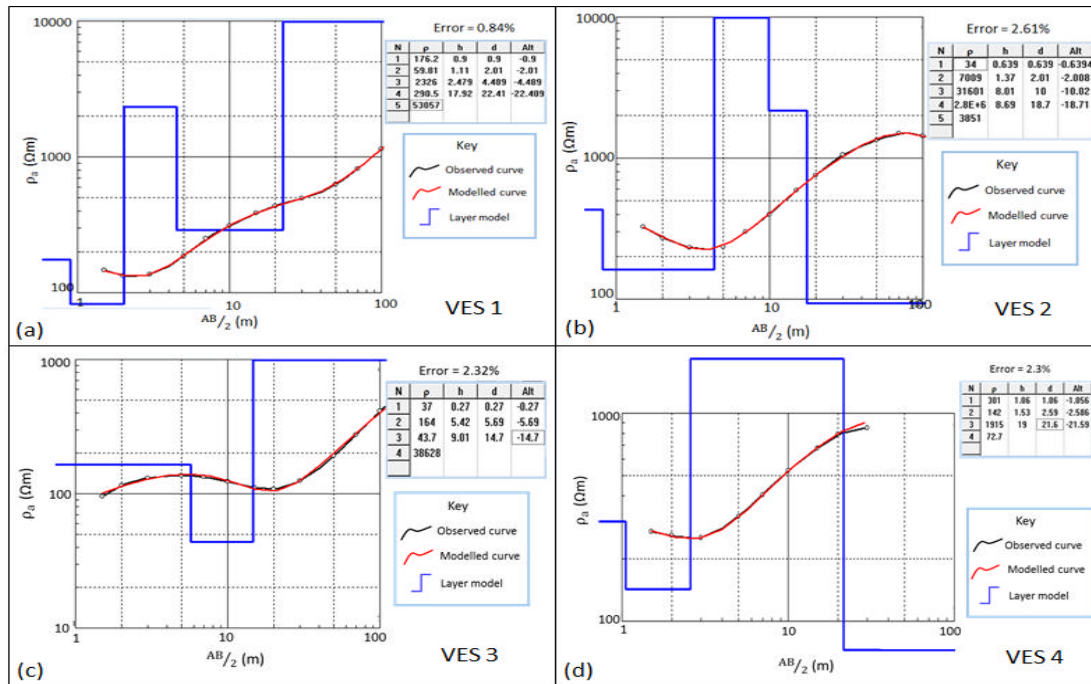 10000
1000
100
1
10
100
ρa (Ωm)
AB/2 (m)
(a)
VES 1
Error = 0.84%
N ρ h d Alt
1 176.2 0.9 0.9 -0.9
2 59.81 1.11 2.01 -2.01
3 2326 2.479 4.489 -4.489
4 290.5 17.92 22.41 -22.409
5 53057
Key
Observed curve
Modelled curve
Layer model
10000
1000
100
1
10
100
ρa (Ωm)
AB/2 (m)
(b)
VES 2
Error = 2.61%
N ρ h d Alt
1 34 0.639 0.639 -0.6394
2 7009 1.37 2.01 -2.008
3 31601 8.01 10 -10.02
4 2.8E+6 8.69 18.7 -18.71
5 3851
Key
Observed curve
Modelled curve
Layer model
1000
100
10
1
10
100
ρa (Ωm)
AB/2 (m)
(c)
VES 3
Error = 2.32%
N ρ h d Alt
1 37 0.27 0.27 -0.27
2 164 5.42 5.69 -5.69
3 43.7 9.01 14.7 -14.7
4 38628
Key
Observed curve
Modelled curve
Layer model
1000
100
1
10
100
ρa (Ωm)
AB/2 (m)
(d)
VES 4
Error = 2.3%
N ρ h d Alt
1 301 1.06 1.06 -1.056
2 142 1.53 2.59 -2.586
3 1915 19 21.6 -21.59
4 72.7
Key
Observed curve
Modelled curve
Layer model